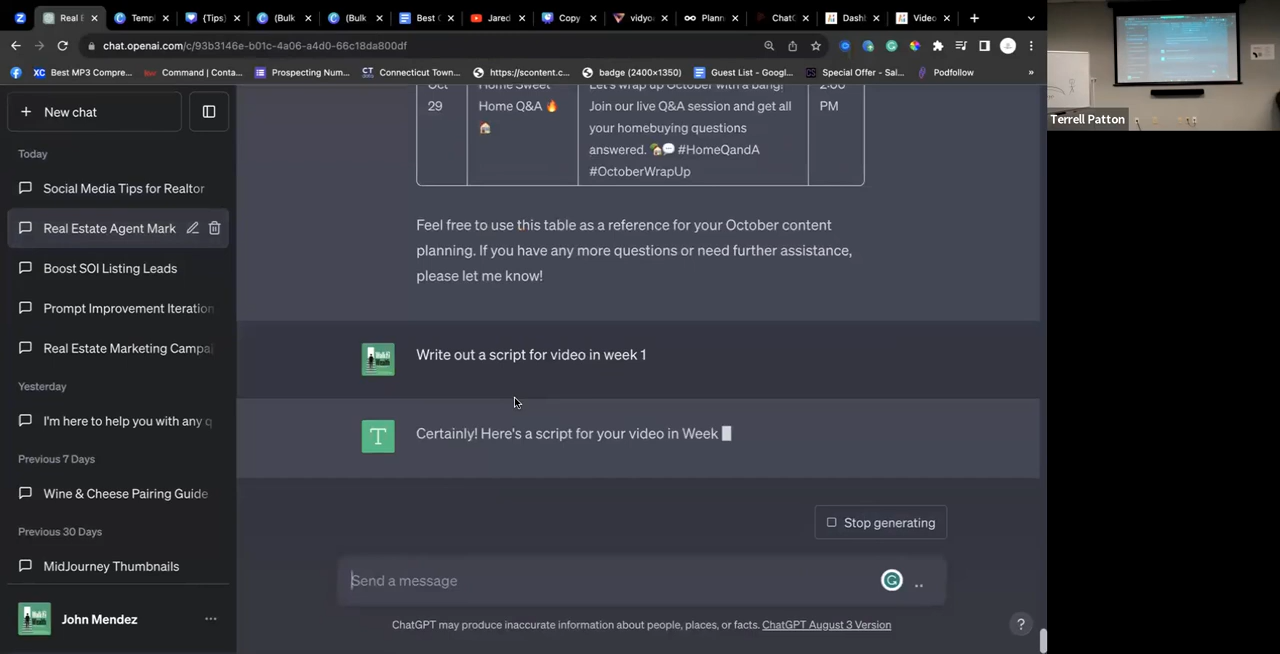 Real E
Templ
{Tips}
(Bulk
(Bulk
Best C
Jared
Copy
vidyo
Plann
ChatG
Dashl
Video
chat.openai.com/c/93b3146e-b01c-4a06-a4d0-66c18da800df
XC Best MP3 Compre...
Command | Conta...
Prospecting Num...
Connecticut Town...
https://scontent.c...
badge (2400×1350)
Guest List - Googl...
Special Offer - Sal...
Podfollow
»
+ New chat
Today
Social Media Tips for Realtor
Real Estate Agent Mark
Boost SOI Listing Leads
Prompt Improvement Iteration
Real Estate Marketing Campai
Yesterday
I'm here to help you with any q
Previous 7 Days
Wine & Cheese Pairing Guide
Previous 30 Days
MidJourney Thumbnails
John Mendez
Oct
29
Home Sweet
Home Q&A 🔥
🏠
Let's wrap up October with a bang!
2:00
PM
Join our live Q&A session and get all
your homebuying questions
answered. 🏡💬 #HomeQandA
#OctoberWrapUp
Feel free to use this table as a reference for your October content
planning. If you have any more questions or need further assistance,
please let me know!
Write out a script for video in week 1
T
Certainly! Here's a script for your video in Week
Stop generating
Send a message
ChatGPT may produce inaccurate information about people, places, or facts. ChatGPT August 3 Version
?
Terrell Patton